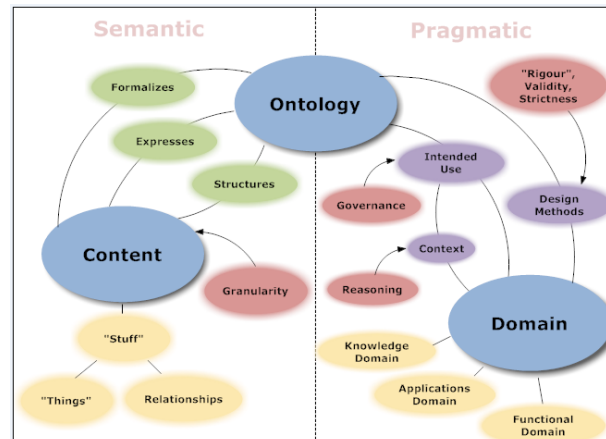 Semantic
Pragmatic
Formalizes
Ontology
"Rigour",
Validity,
Strictness
Expresses
Intended
Use
Structures
Governance
Design
Methods
Content
Context
Granularity
Reasoning
Domain
"Stuff"
Knowledge
Domain
"Things"
Relationships
Applications
Domain
Functional
Domain